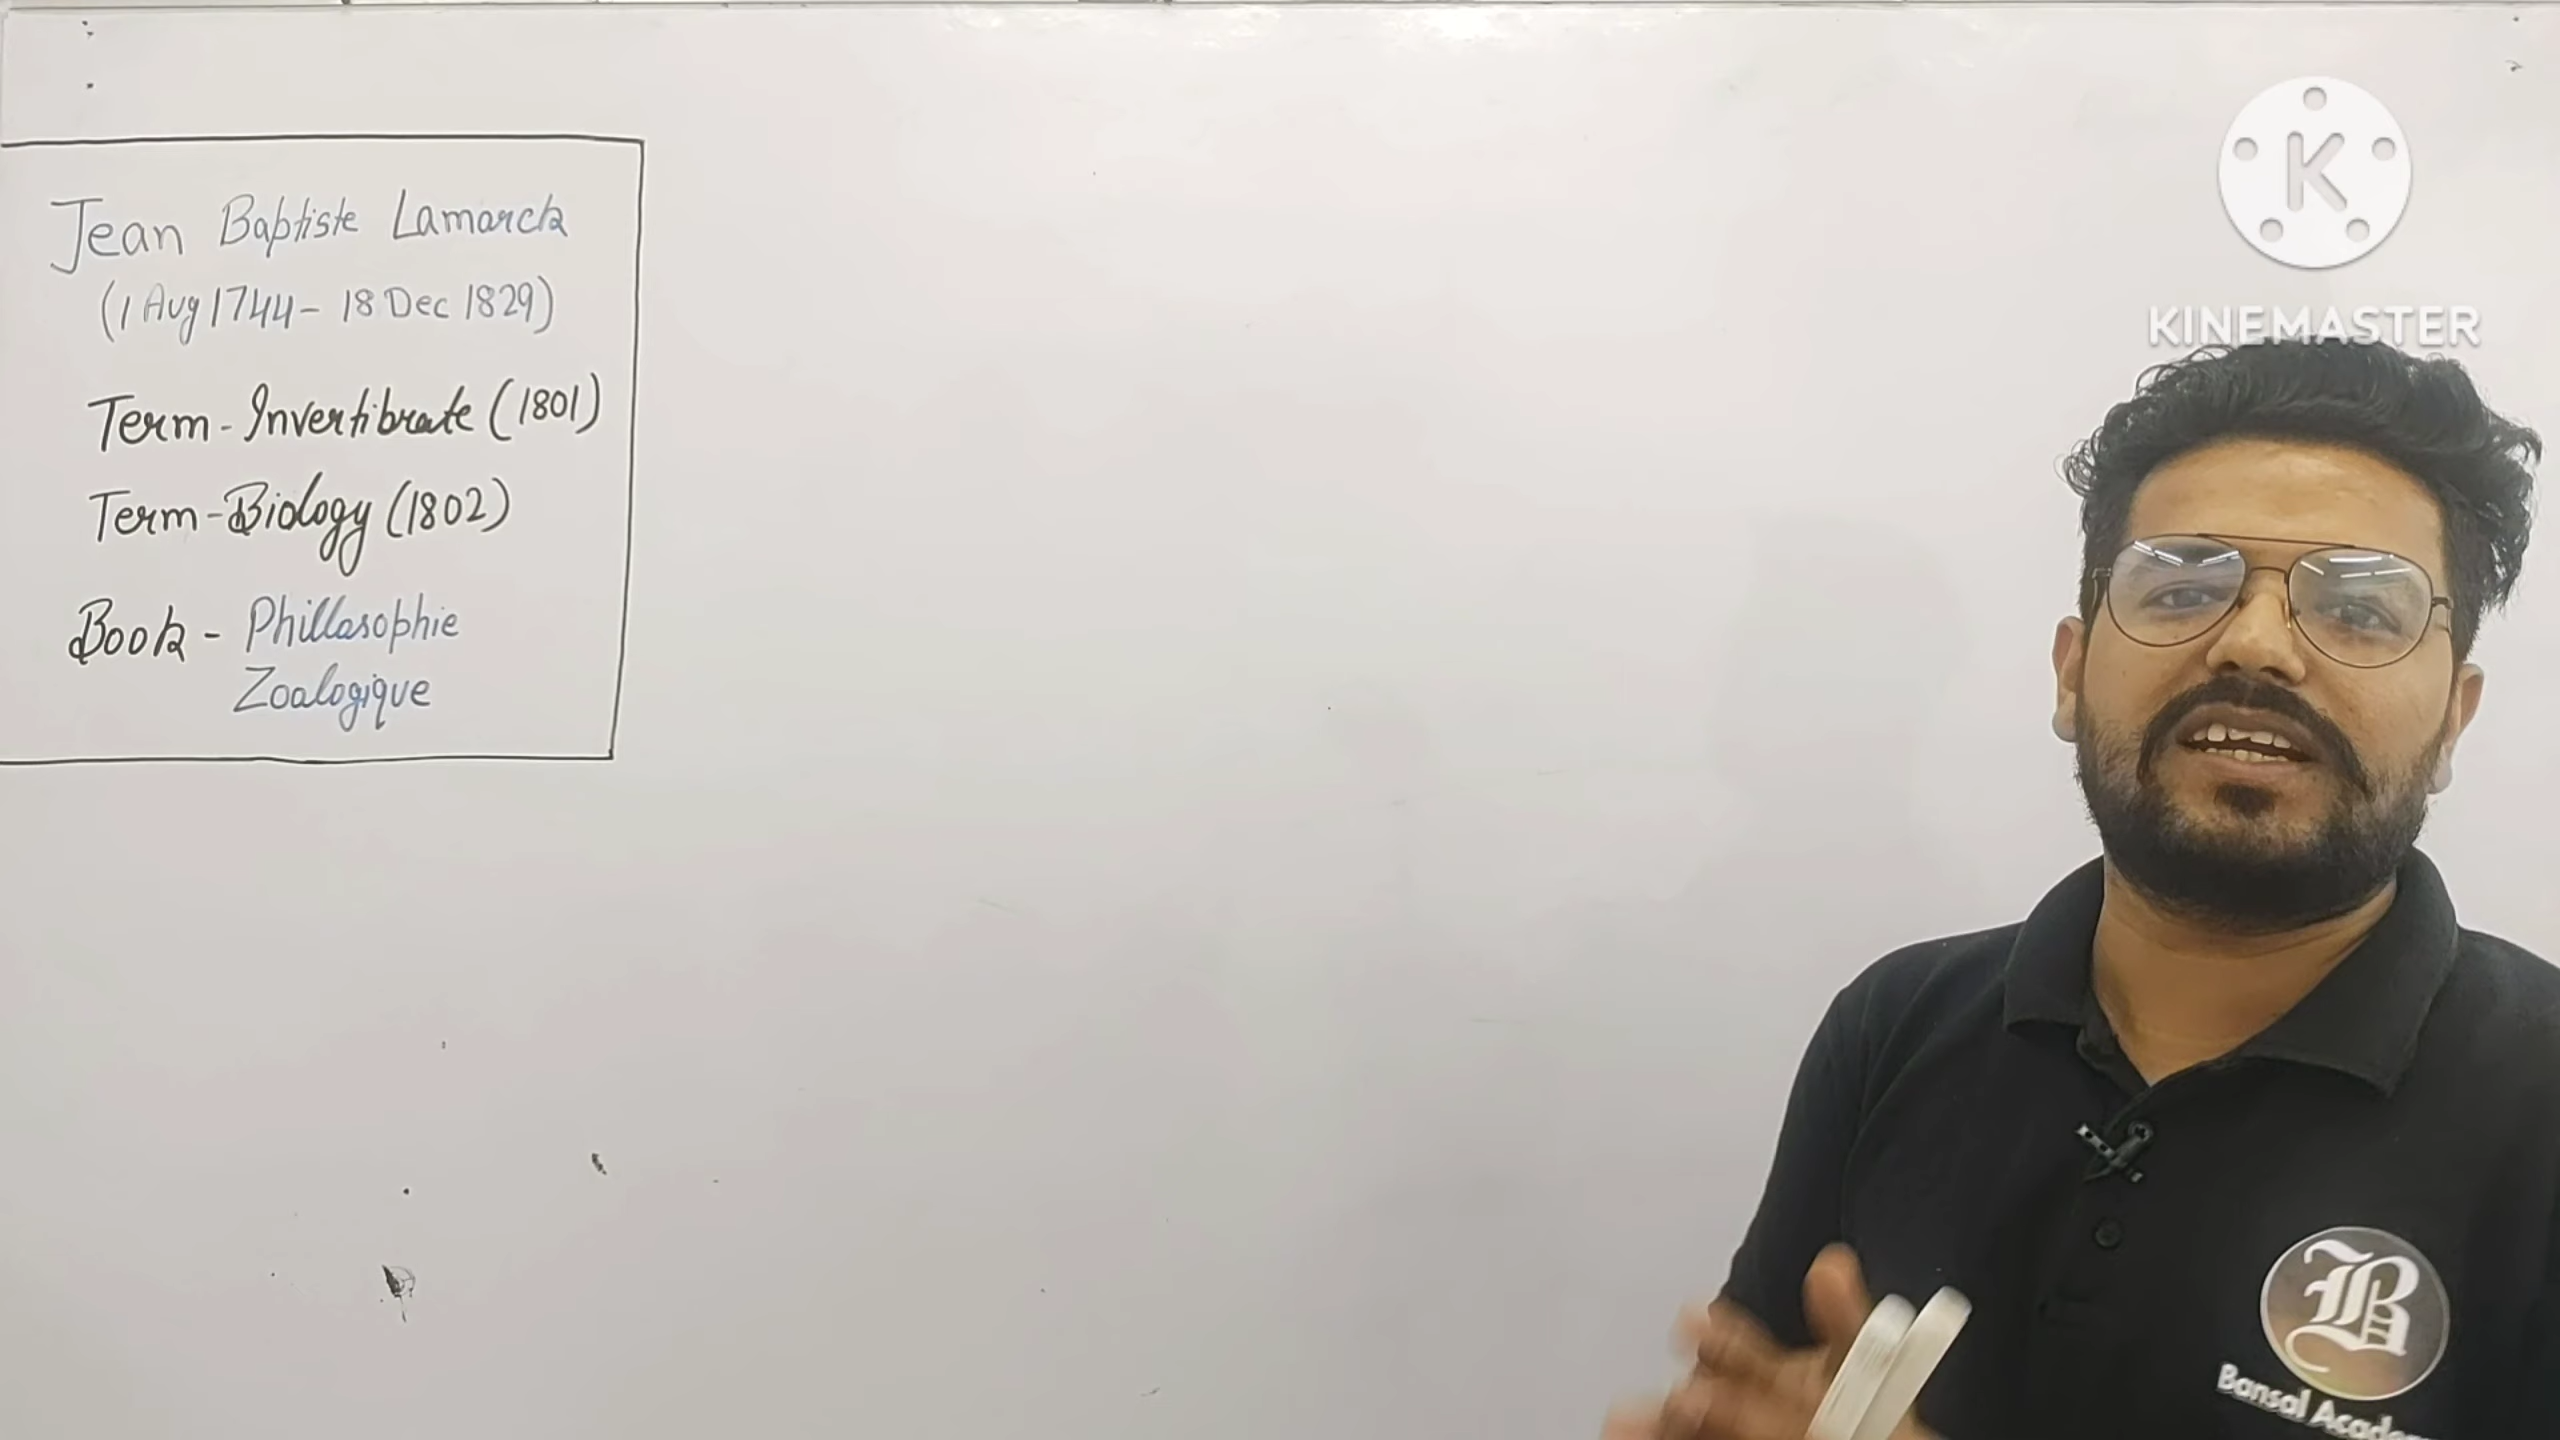 Jean Baptiste Lamarck
(1 Aug 1744 - 18 Dec 1829)
Term - Invertibrate (1801)
Term - Biology (1802)
Book - Phillosophie
Zoalogique
K
KINEMASTER
B
Bansal